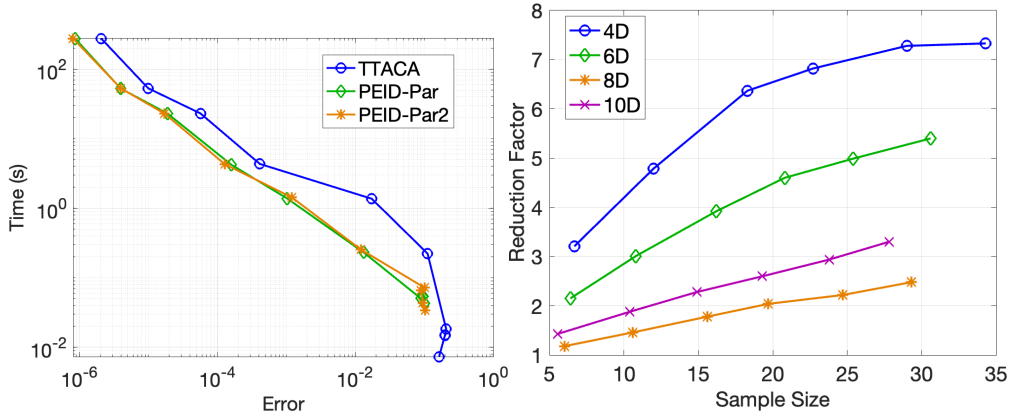 10^2
10^0
10^-2
Time (s)
10^-6
10^-4
10^-2
10^0
Error
TTACA
PEID-Par
PEID-Par2
8
7
6
5
4
3
2
1
Reduction Factor
5
10
15
20
25
30
35
Sample Size
4D
6D
8D
10D